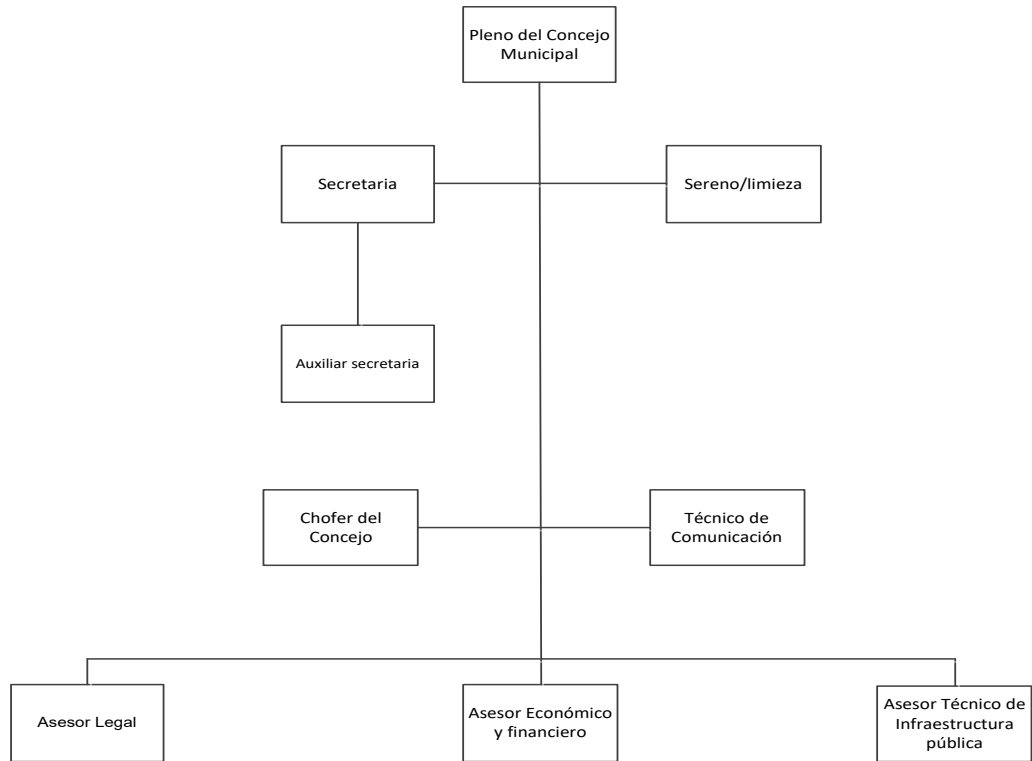 Pleno del Concejo
Municipal
Secretaria
Sereno/limieza
Auxiliar secretaria
Chofer del
Concejo
Técnico de
Comunicación
Asesor Legal
Asesor Económico
y financiero
Asesor Técnico de
Infraestructura
pública